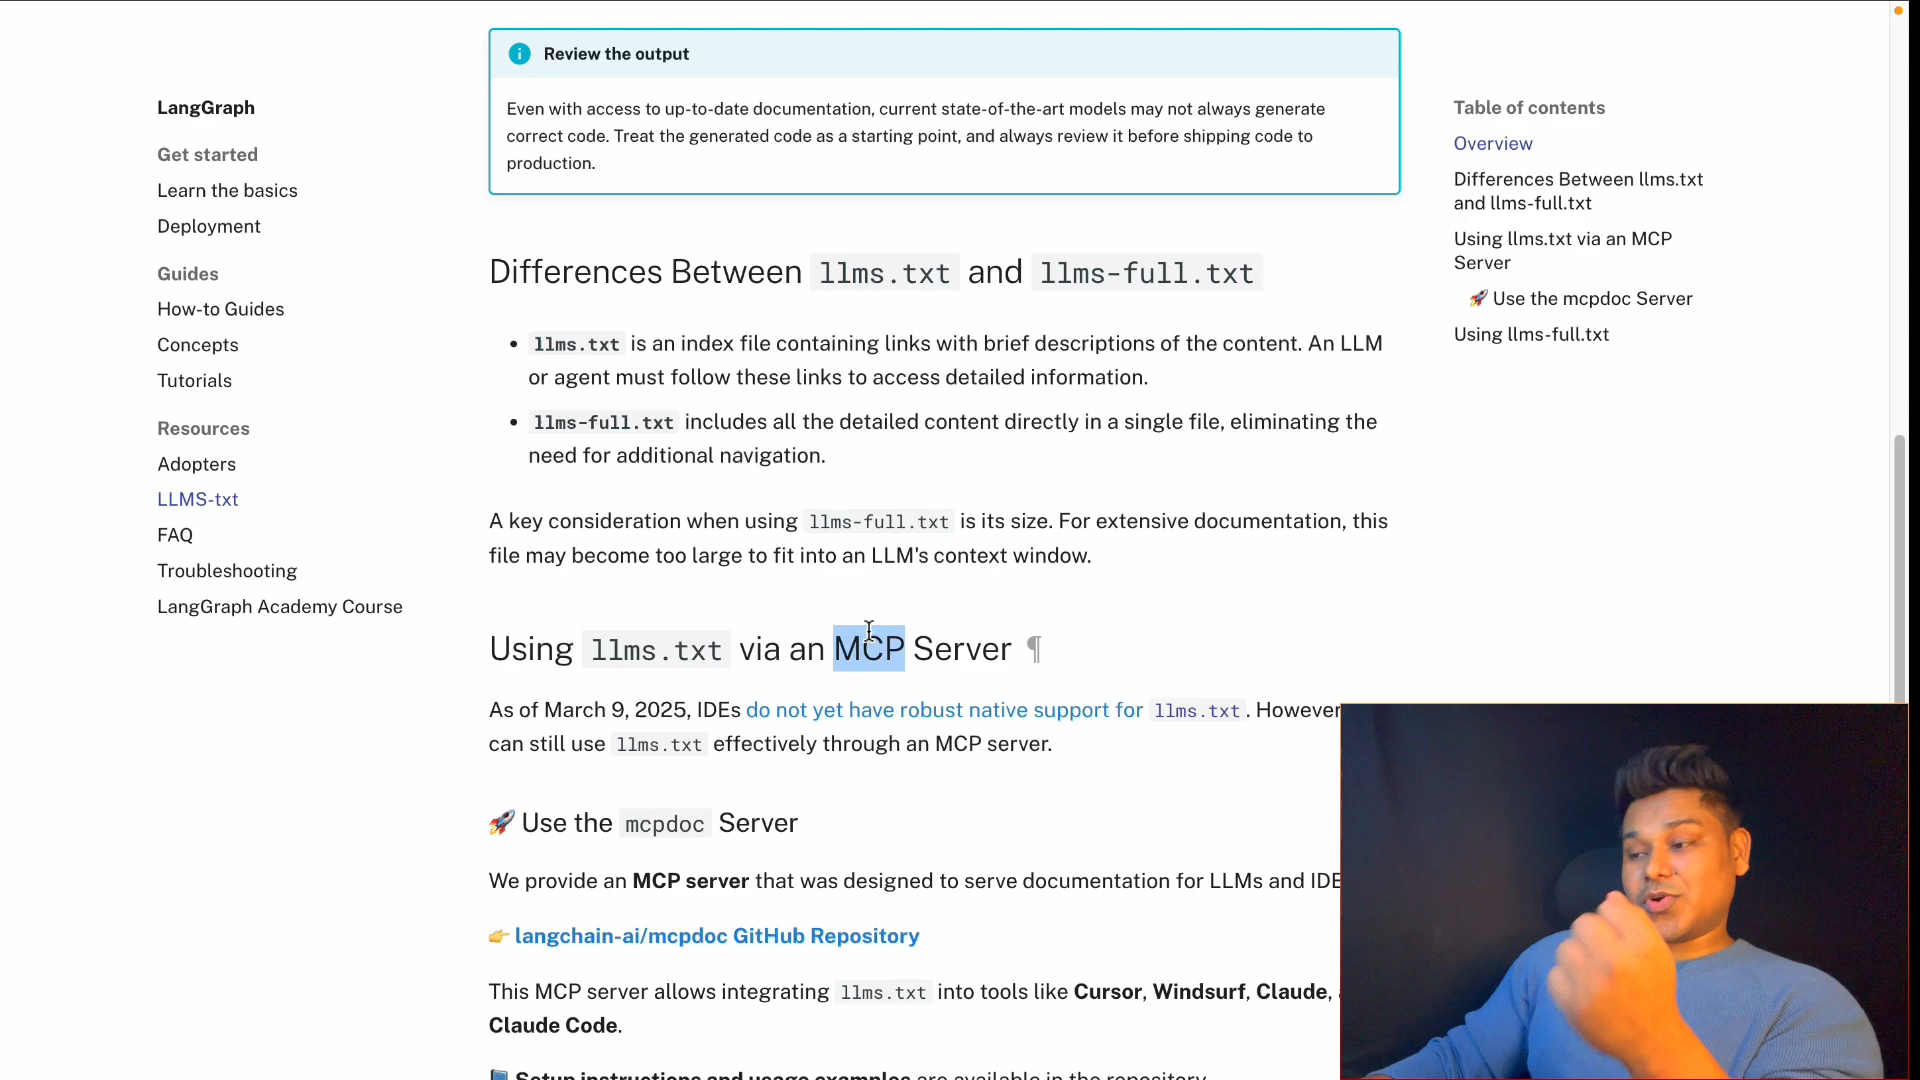 Review the output
Even with access to up-to-date documentation, current state-of-the-art models may not always generate
correct code. Treat the generated code as a starting point, and always review it before shipping code to
production.
LangGraph
Get started
Learn the basics
Deployment
Guides
How-to Guides
Concepts
Tutorials
Resources
Adopters
LLMS-txt
FAQ
Troubleshooting
LangGraph Academy Course
Differences Between llms.txt and llms-full.txt
• llms.txt is an index file containing links with brief descriptions of the content. An LLM
or agent must follow these links to access detailed information.
• llms-full.txt includes all the detailed content directly in a single file, eliminating the
need for additional navigation.
A key consideration when using llms-full.txt is its size. For extensive documentation, this
file may become too large to fit into an LLM's context window.
Using llms.txt via an MCP Server ¶
As of March 9, 2025, IDEs do not yet have robust native support for llms.txt. However
can still use llms.txt effectively through an MCP server.
🚀 Use the mcpdoc Server
We provide an MCP server that was designed to serve documentation for LLMs and IDE
👉 langchain-ai/mcpdoc GitHub Repository
This MCP server allows integrating llms.txt into tools like Cursor, Windsurf, Claude,
Claude Code.
📘 Setup instructions and usage examples are available in the repository.
Table of contents
Overview
Differences Between llms.txt
and llms-full.txt
Using llms.txt via an MCP
Server
🚀 Use the mcpdoc Server
Using llms-full.txt